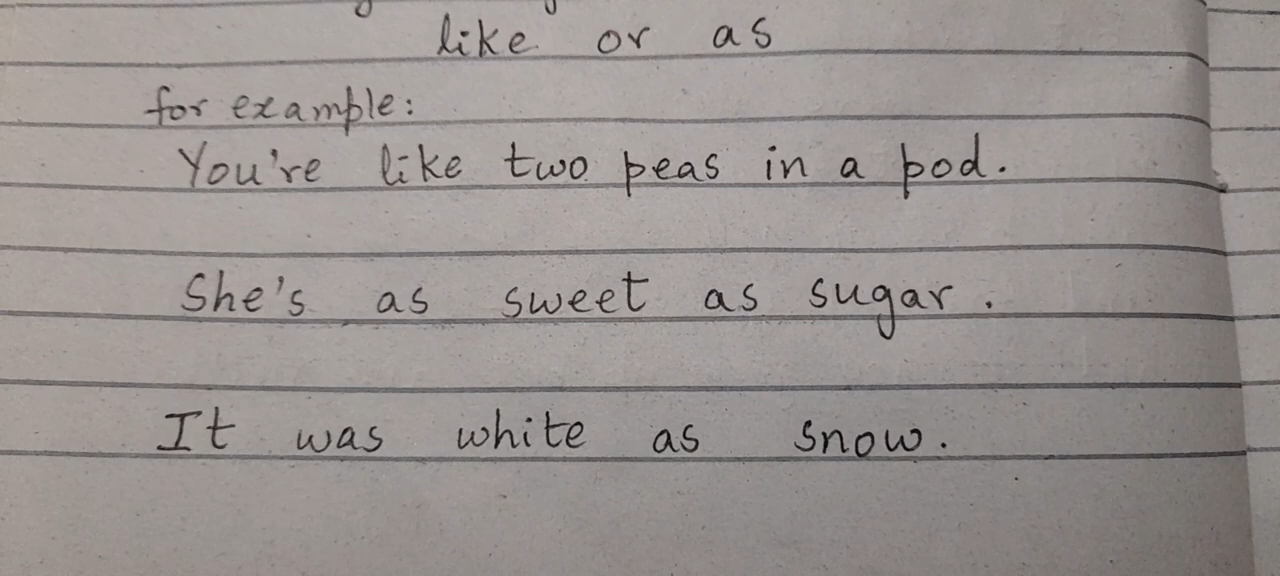 like or as
for example:
You're like two peas in a pod.
She's as sweet as sugar.
It was white as snow.